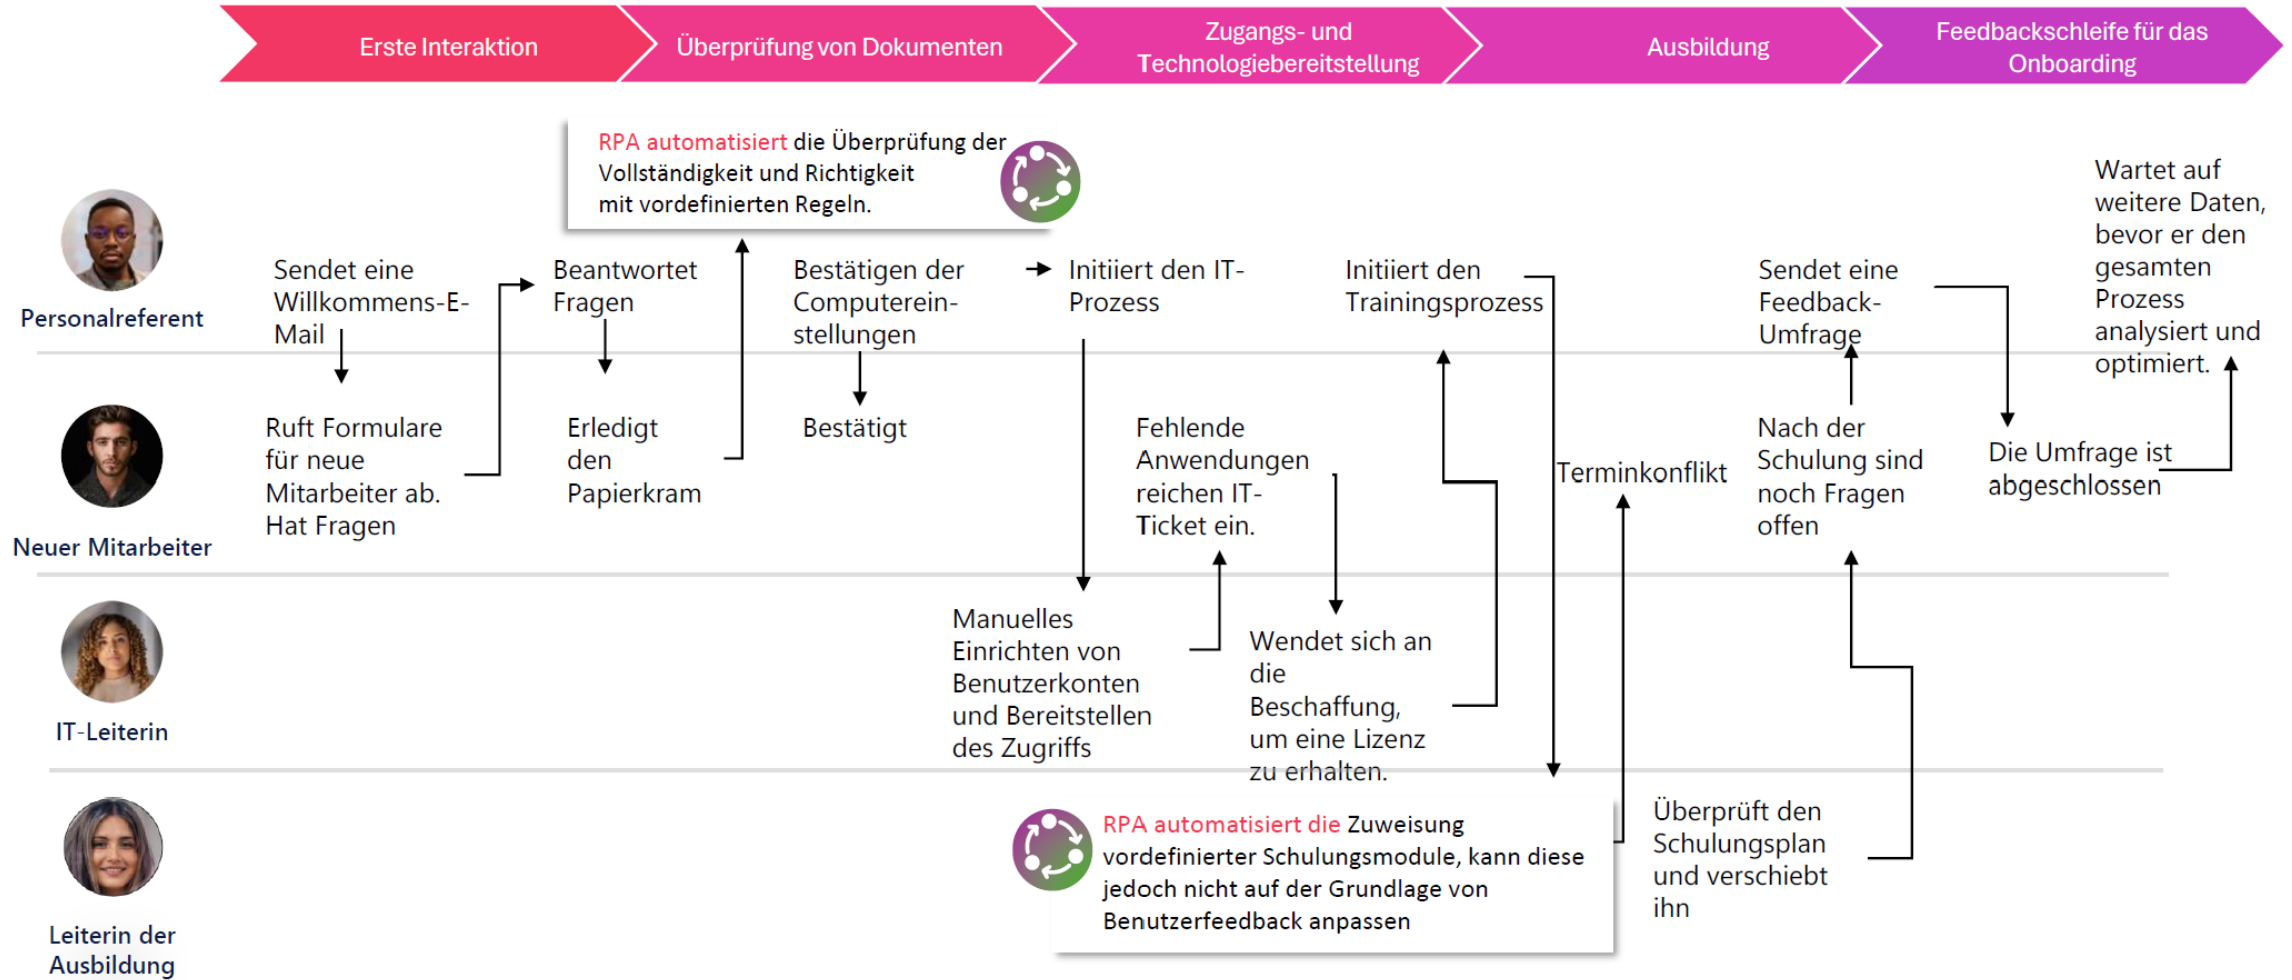 Erste Interaktion
Überprüfung von Dokumenten
Zugangs- und
Technologiebereitstellung
Ausbildung
Feedbackschleife für das
Onboarding
RPA automatisiert die Überprüfung der
Vollständigkeit und Richtigkeit
mit vordefinierten Regeln.
Personalreferent
Sendet eine
Willkommens-E-
Mail
Beantwortet
Fragen
Bestätigen der
Computerein-
stellungen
Initiiert den IT-
Prozess
Initiiert den
Trainingsprozess
Sendet eine
Feedback-
Umfrage
Wartet auf
weitere Daten,
bevor er den
gesamten
Prozess
analysiert und
optimiert.
Neuer Mitarbeiter
Ruft Formulare
für neue
Mitarbeiter ab.
Hat Fragen
Erledigt
den
Papierkram
Bestätigt
Fehlende
Anwendungen
reichen IT-
Ticket ein.
Terminkonflikt
Nach der
Schulung sind
noch Fragen
offen
Die Umfrage ist
abgeschlossen
IT-Leiterin
Manuelles
Einrichten von
Benutzerkonten
und Bereitstellen
des Zugriffs
Wendet sich an
die
Beschaffung,
um eine Lizenz
zu erhalten.
Leiterin der
Ausbildung
RPA automatisiert die Zuweisung
vordefinierter Schulungsmodule, kann diese
jedoch nicht auf der Grundlage von
Benutzerfeedback anpassen
Überprüft den
Schulungsplan
und verschiebt
ihn